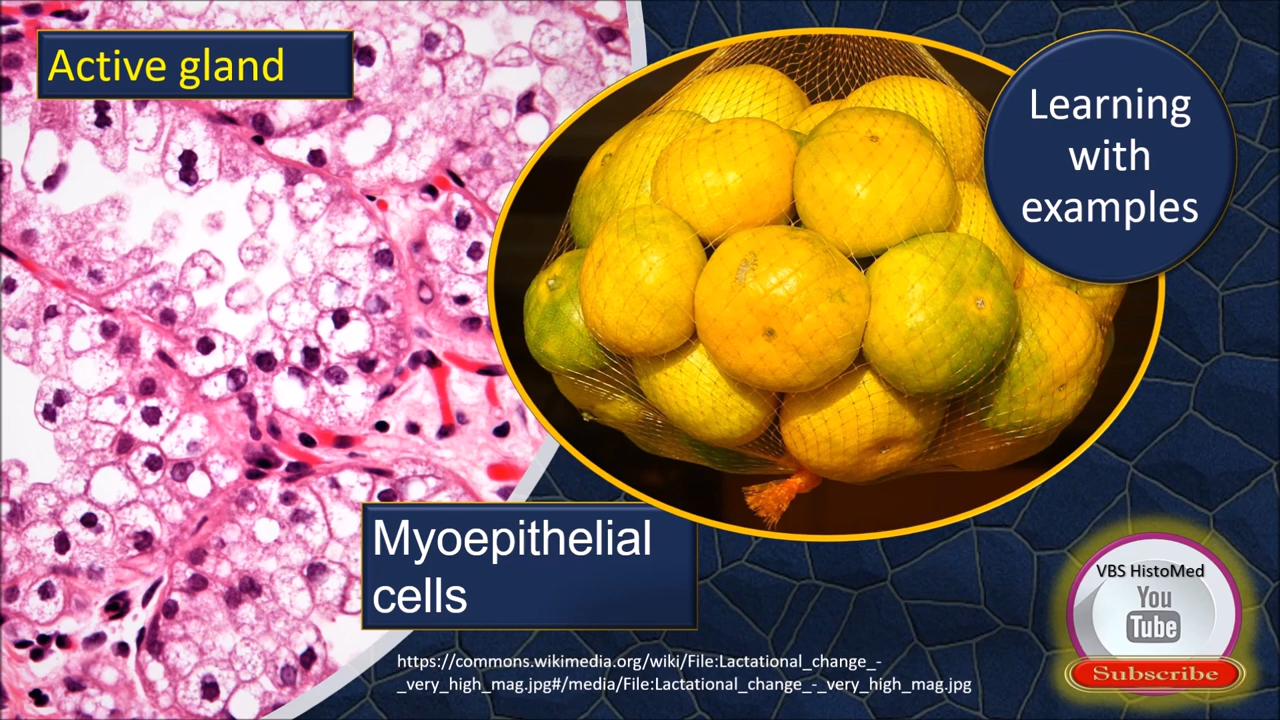 Active gland
Learning
with
examples
Myoepithelial
cells
VBS HistoMed
You
Tube
Subscribe
https://commons.wikimedia.org/wiki/File:Lactational_change_-
_very_high_mag.jpg#/media/File:Lactational_change_-_very_high_mag.jpg